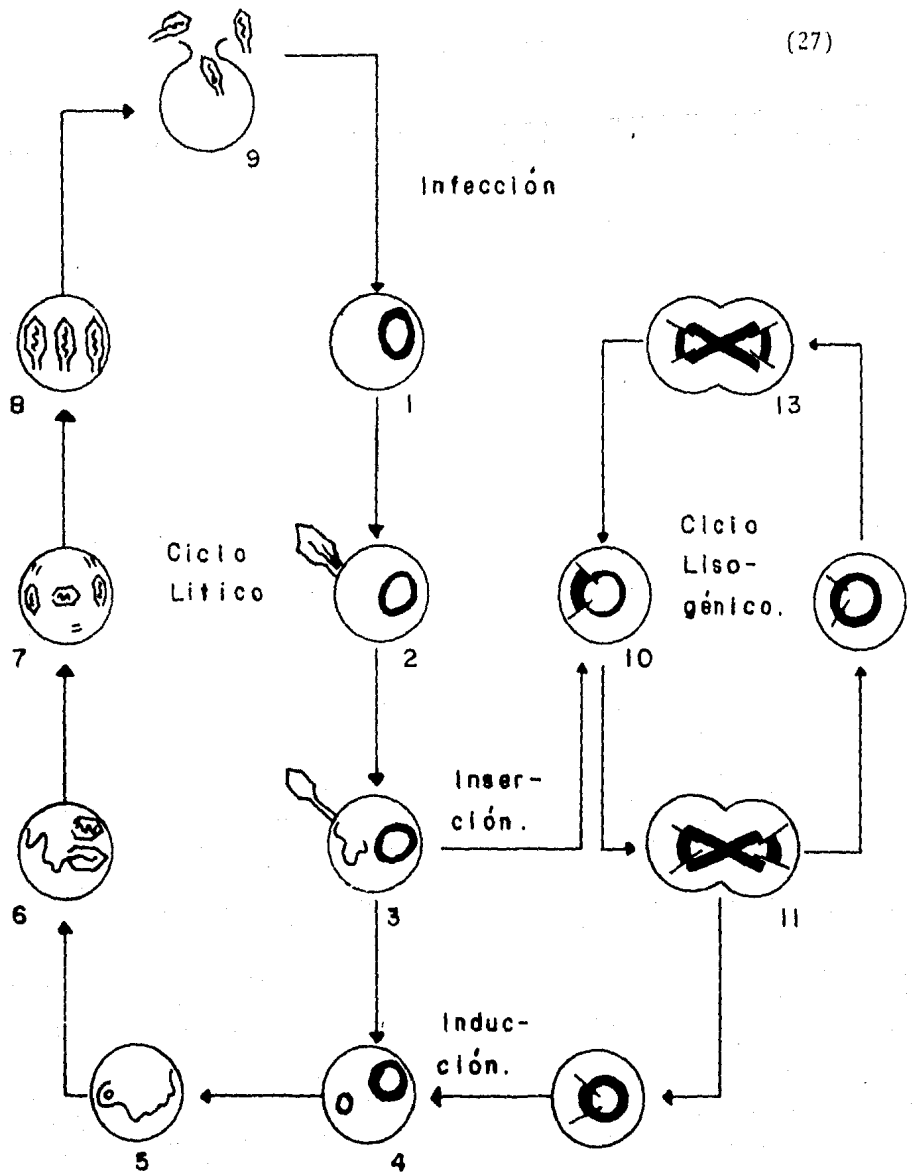 (27)
9
Infección
8
1
13
Ciclo
Lítico
Ciclo
Liso-
génico.
7
2
10
Inser-
ción.
6
3
11
Induc-
ción.
5
4